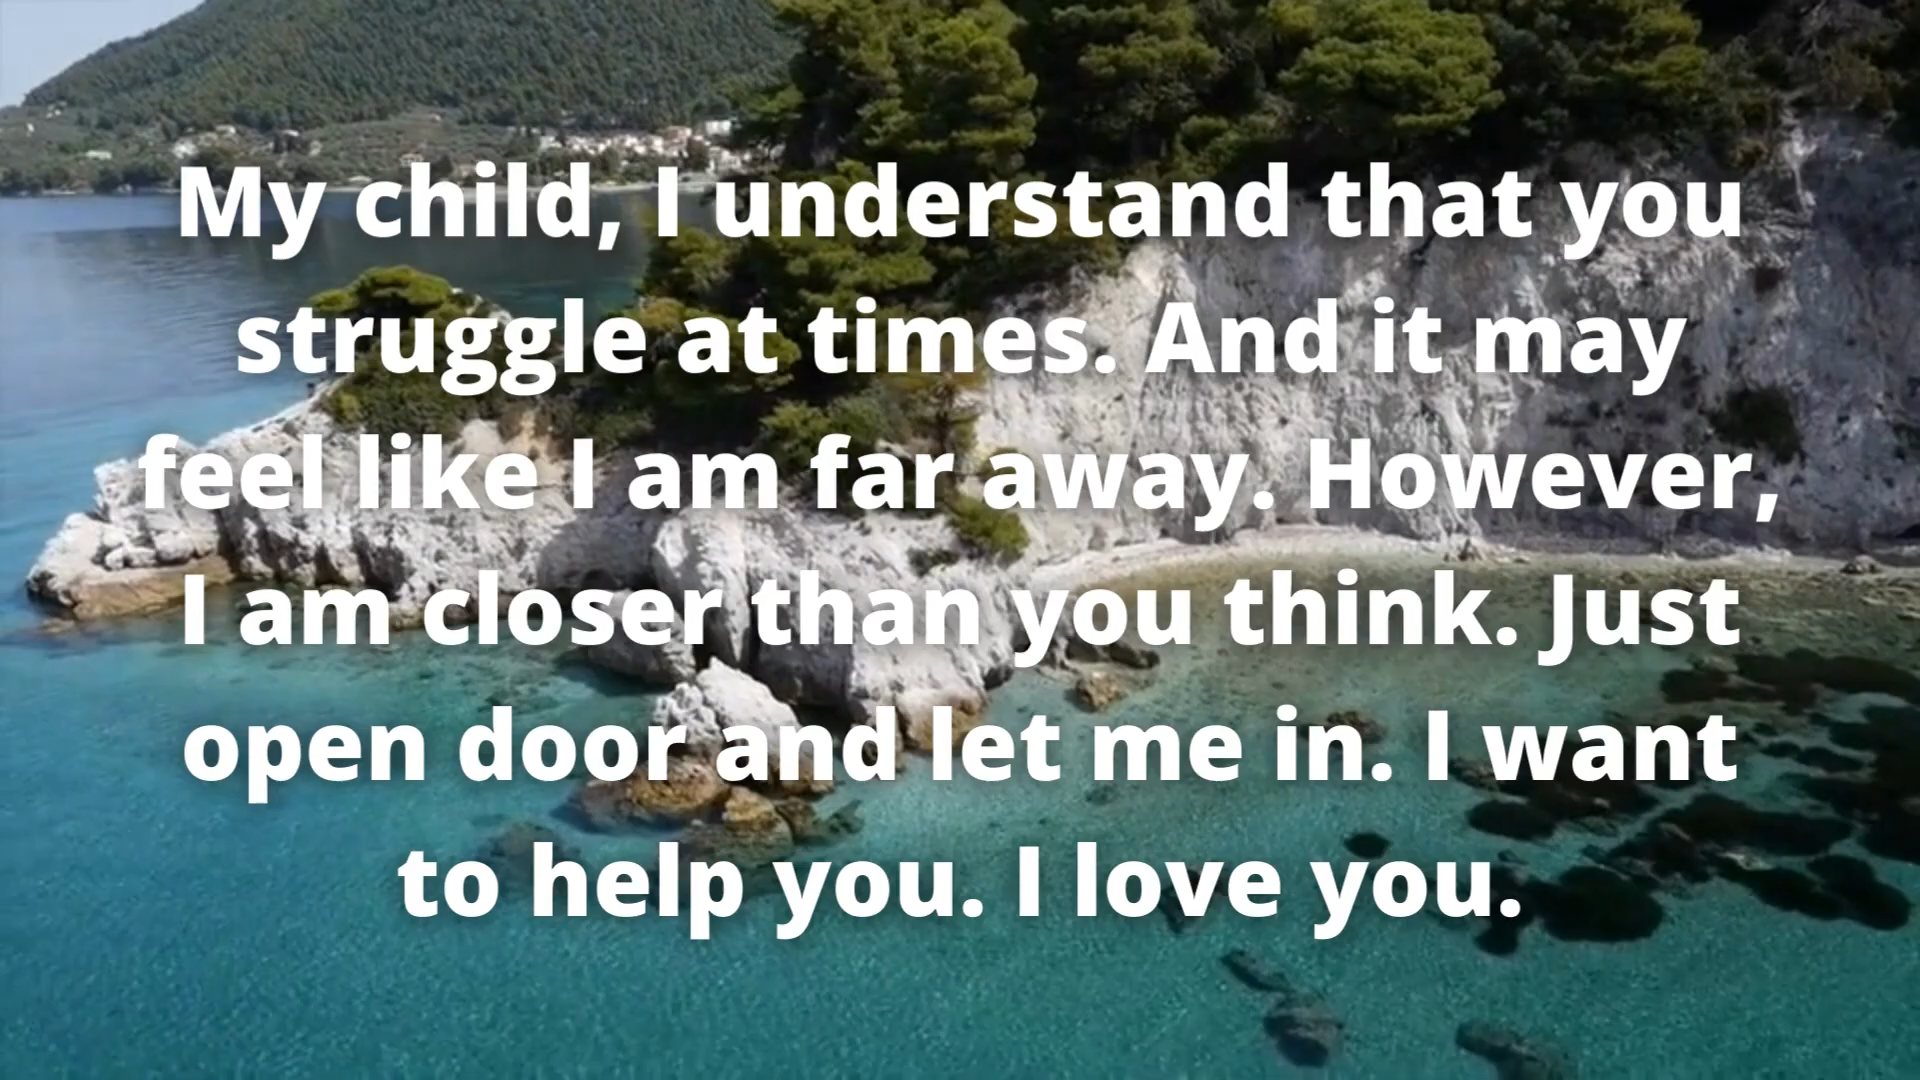 My child, I understand that you
struggle at times. And it may
feel like I am far away. However,
I am closer than you think. Just
open door and let me in. I want
to help you. I love you.